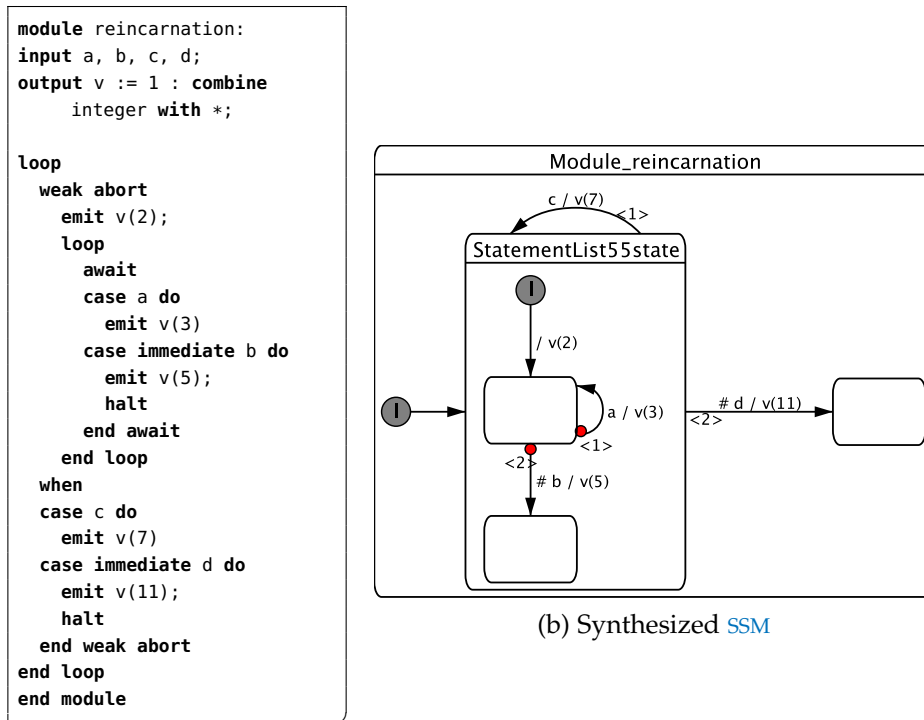 module reincarnation:
input a, b, c, d;
output v := 1 : combine
integer with *;
loop
weak abort
emit v(2);
loop
await
case a do
emit v(3)
case immediate b do
emit v(5);
halt
end await
end loop
when
case c do
emit v(7)
case immediate d do
emit v(11);
halt
end weak abort
end loop
end module
Module_reincarnation
c / v(7)
<1>
StatementList55state
I
/ v(2)
a / v(3)
<1>
<2>
# b / v(5)
I
# d / v(11)
<2>
(b) Synthesized SSM